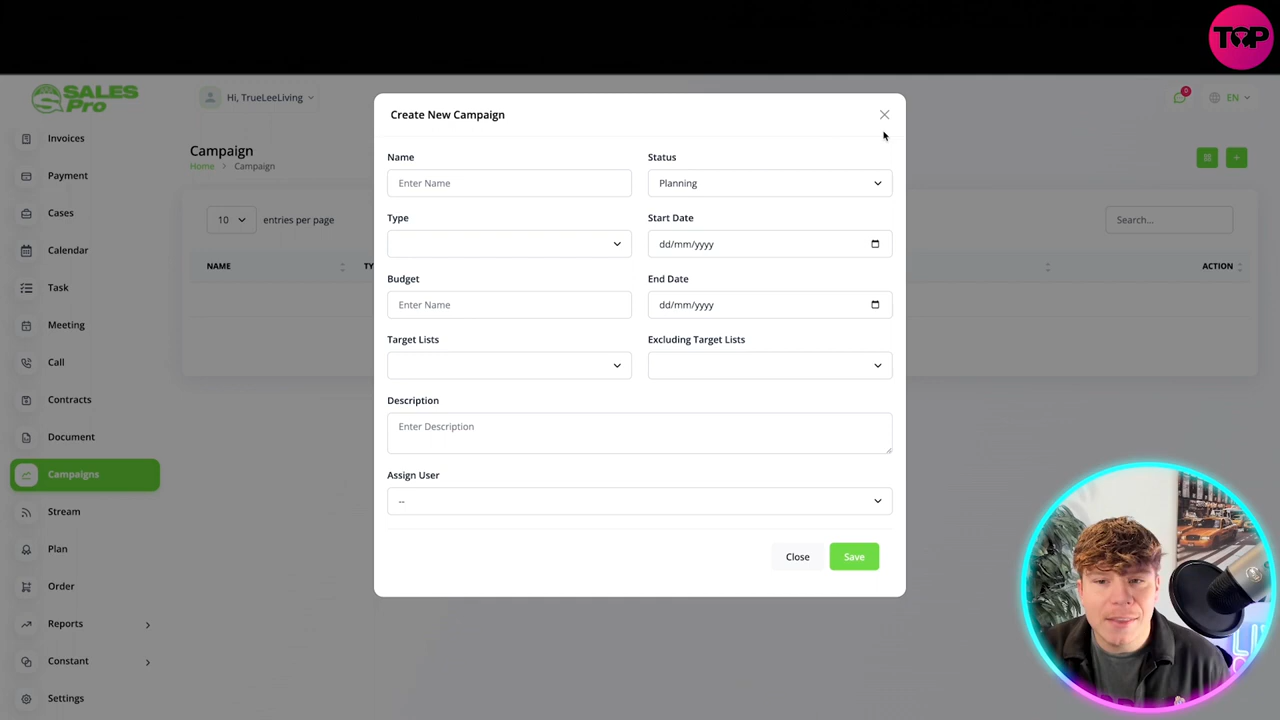 TOP
SALES
Pro
Hi, TrueLeeLiving
0
EN
Invoices
Payment
Cases
Calendar
Task
Meeting
Call
Contracts
Document
Campaigns
Stream
Plan
Order
Reports
Constant
Settings
Campaign
Home > Campaign
10 entries per page
Search...
NAME
TY
ACTION
Create New Campaign
Name
Enter Name
Status
Planning
Type
Start Date
dd/mm/yyyy
Budget
Enter Name
End Date
dd/mm/yyyy
Target Lists
Excluding Target Lists
Description
Enter Description
Assign User
--
Close
Save